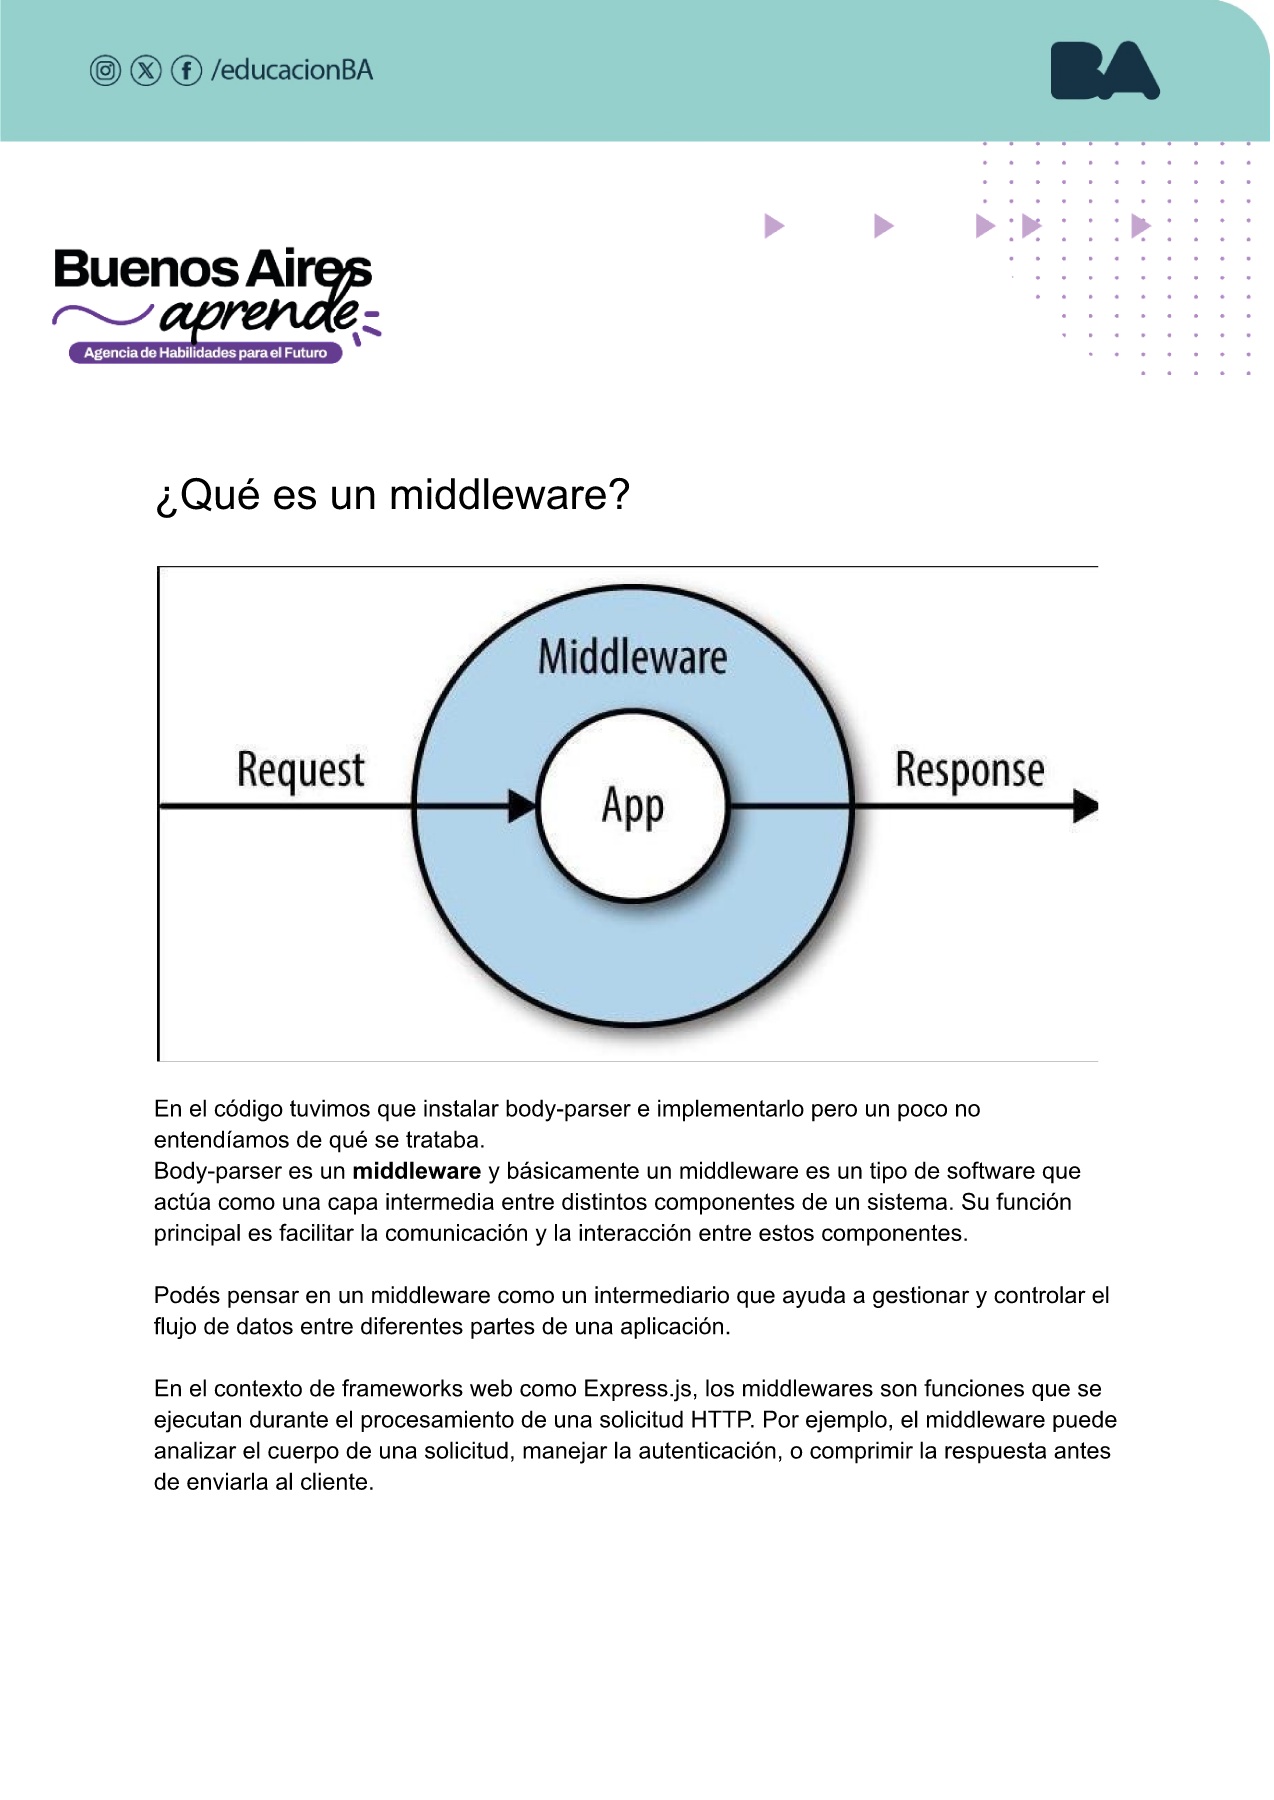 /educacionBA
BA
Buenos Aires
aprende
Agencia de Habilidades para el Futuro
¿Qué es un middleware?
Middleware
Request
App
Response
En el código tuvimos que instalar body-parser e implementarlo pero un poco no
entendíamos de qué se trataba.
Body-parser es un middleware y básicamente un middleware es un tipo de software que
actúa como una capa intermedia entre distintos componentes de un sistema. Su función
principal es facilitar la comunicación y la interacción entre estos componentes.
Podés pensar en un middleware como un intermediario que ayuda a gestionar y controlar el
flujo de datos entre diferentes partes de una aplicación.
En el contexto de frameworks web como Express.js, los middlewares son funciones que se
ejecutan durante el procesamiento de una solicitud HTTP. Por ejemplo, el middleware puede
analizar el cuerpo de una solicitud, manejar la autenticación, o comprimir la respuesta antes
de enviarla al cliente.